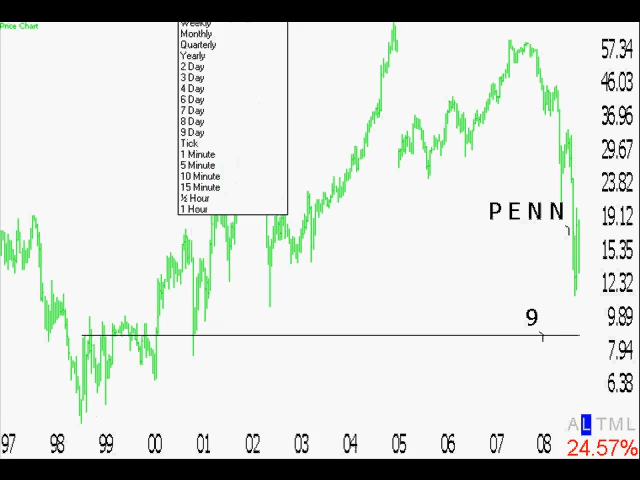 Price Chart
Weekly
Monthly
Quarterly
Yearly
2 Day
3 Day
4 Day
6 Day
7 Day
8 Day
9 Day
Tick
1 Minute
5 Minute
10 Minute
15 Minute
½ Hour
1 Hour
57.34
46.03
36.96
29.67
23.82
19.12
15.35
12.32
9.89
7.94
6.38
PENN
9
97 98 99 00 01 02 03 04 05 06 07 08
ALTML
24.57%